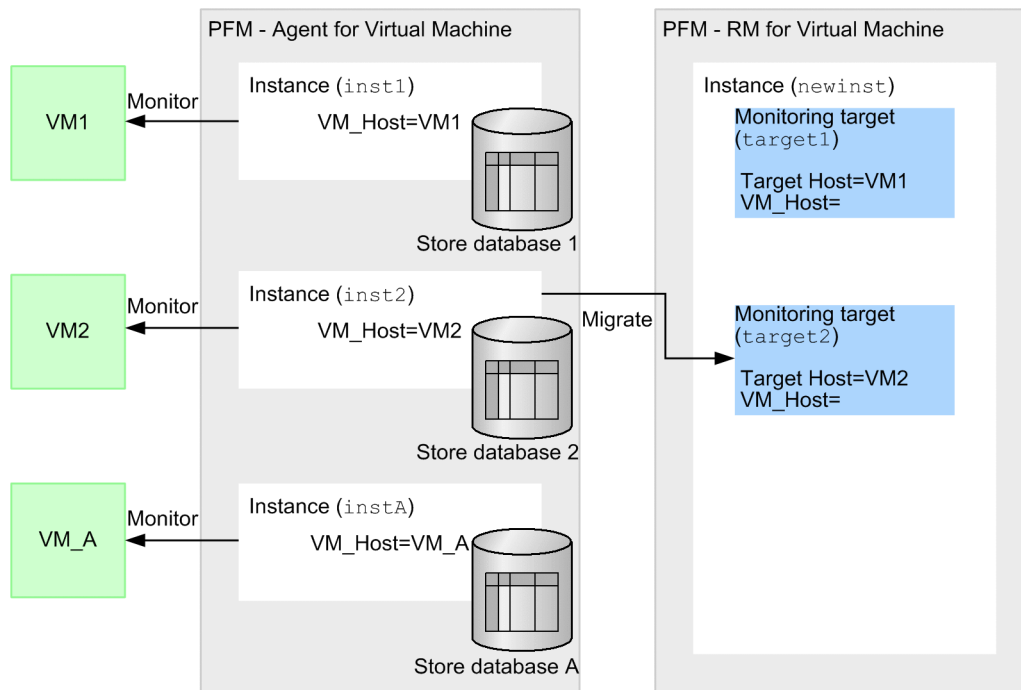 PFM - Agent for Virtual Machine
PFM - RM for Virtual Machine
VM1
Monitor
Instance (inst1)
VM_Host=VM1
Store database 1
VM2
Monitor
Instance (inst2)
VM_Host=VM2
Store database 2
Migrate
VM_A
Monitor
Instance (instA)
VM_Host=VM_A
Store database A
Instance (newinst)
Monitoring target
(target1)
Target Host=VM1
VM_Host=
Monitoring target
(target2)
Target Host=VM2
VM_Host=